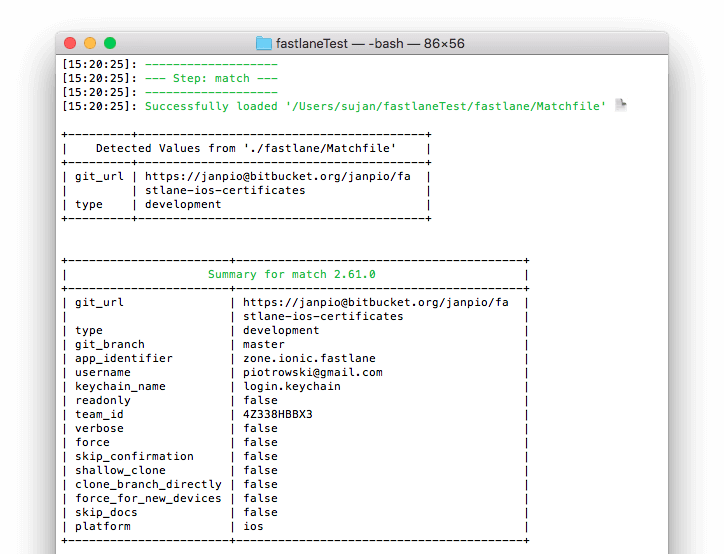 fastlaneTest — -bash — 86×56
[15:20:25]: -------------------
[15:20:25]: --- Step: match ---
[15:20:25]: -------------------
[15:20:25]: Successfully loaded '/Users/sujan/fastlaneTest/fastlane/Matchfile'
+---------+-----------------------------------------+
|    Detected Values from './fastlane/Matchfile'    |
+---------+-----------------------------------------+
| git_url | https://janpio@bitbucket.org/janpio/fa  |
|         | stlane-ios-certificates                 |
| type    | development                             |
+---------+-----------------------------------------+
+-----------------------+-----------------------------------------+
|                    Summary for match 2.61.0                     |
+-----------------------+-----------------------------------------+
| git_url               | https://janpio@bitbucket.org/janpio/fa  |
|                       | stlane-ios-certificates                 |
| type                  | development                             |
| git_branch            | master                                  |
| app_identifier        | zone.ionic.fastlane                     |
| username              | piotrowski@gmail.com                    |
| keychain_name         | login.keychain                          |
| readonly              | false                                   |
| team_id               | 4Z338HBBX3                              |
| verbose               | false                                   |
| force                 | false                                   |
| skip_confirmation     | false                                   |
| shallow_clone         | false                                   |
| clone_branch_directly | false                                   |
| force_for_new_devices | false                                   |
| skip_docs             | false                                   |
| platform              | ios                                     |
+-----------------------+-----------------------------------------+